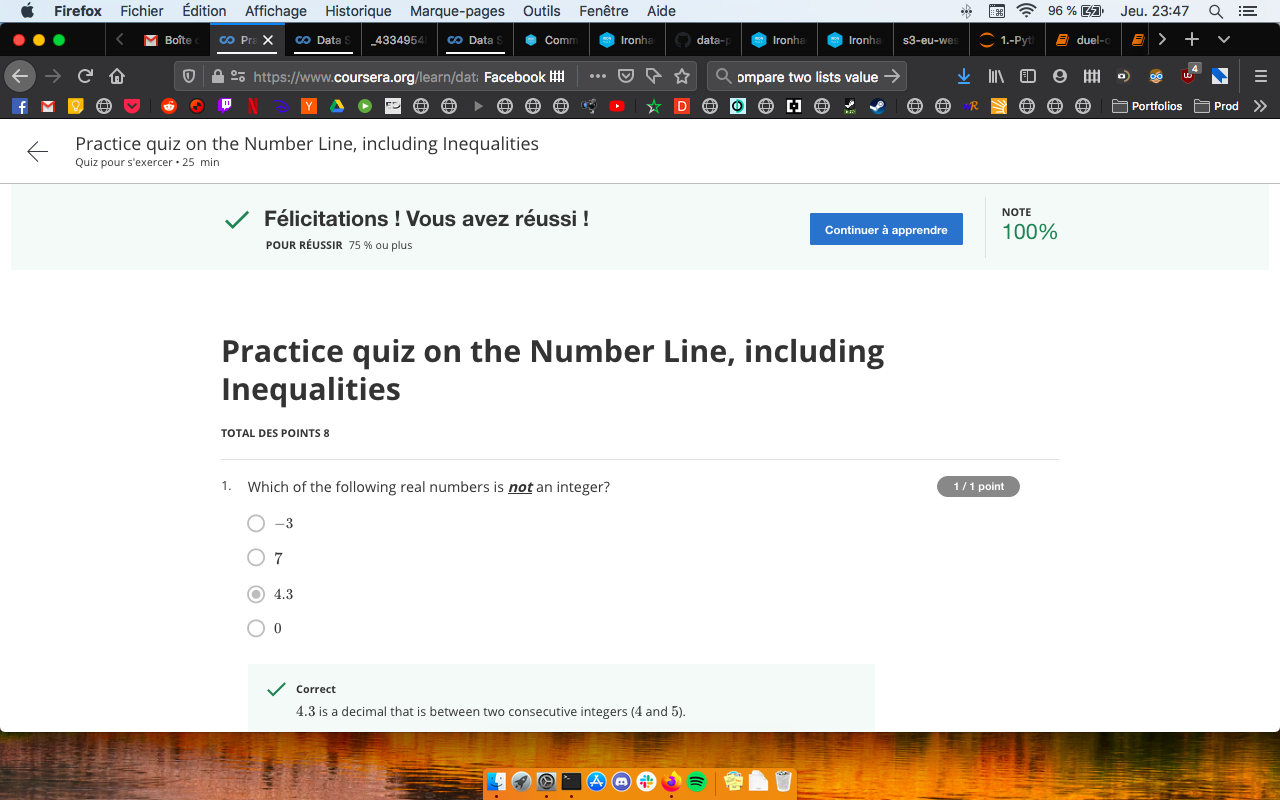 Firefox Fichier Édition Affichage Historique Marque-pages Outils Fenêtre Aide 96 % Jeu. 23:47
Boîte Pra Data S _4334954 Data S Comm Ironha data-p Ironha Ironha s3-eu-wes 1.-Pyt duel-o
https://www.coursera.org/learn/data Facebook ompare two lists value 4
Portfolios Prod
Practice quiz on the Number Line, including Inequalities
Quiz pour s'exercer • 25 min
Félicitations ! Vous avez réussi !
POUR RÉUSSIR 75 % ou plus
Continuer à apprendre
NOTE
100%
Practice quiz on the Number Line, including
Inequalities
TOTAL DES POINTS 8
1. Which of the following real numbers is not an integer?
1 / 1 point
−3
7
4.3
0
Correct
4.3 is a decimal that is between two consecutive integers (4 and 5).